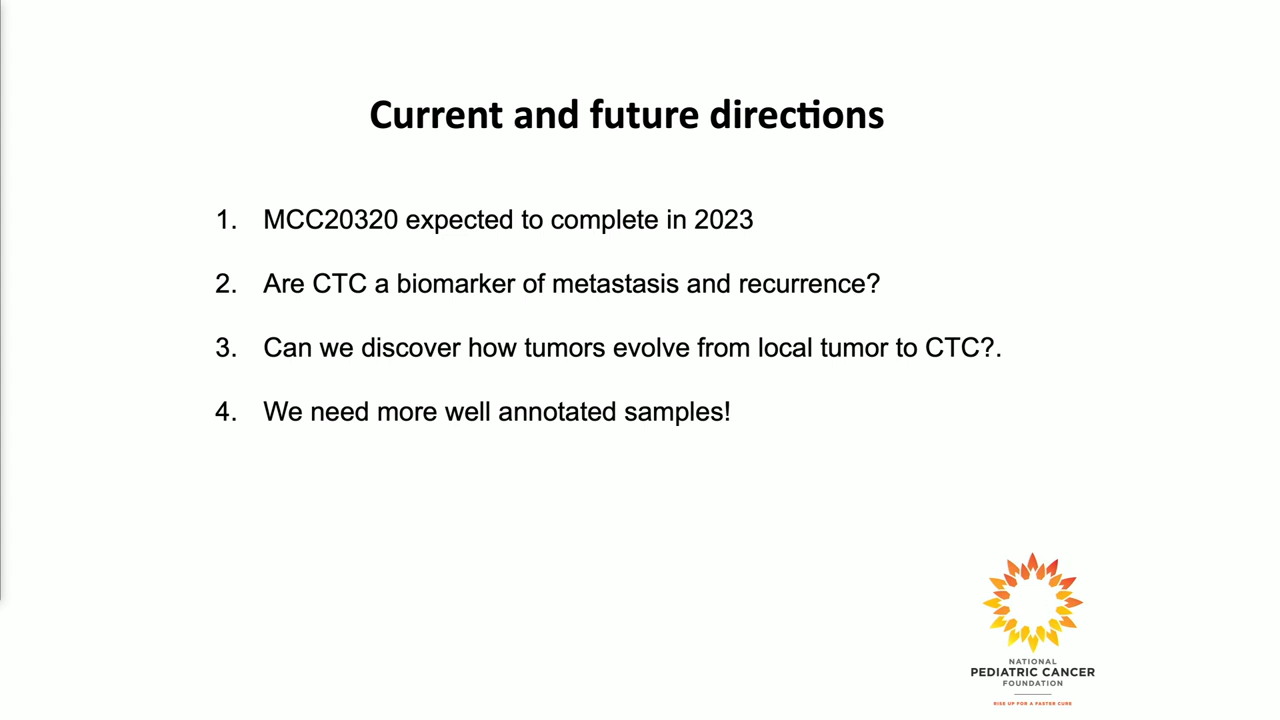 Current and future directions
1. MCC20320 expected to complete in 2023
2. Are CTC a biomarker of metastasis and recurrence?
3. Can we discover how tumors evolve from local tumor to CTC?.
4. We need more well annotated samples!
NATIONAL
PEDIATRIC CANCER
FOUNDATION
RISE UP FOR A FASTER CURE